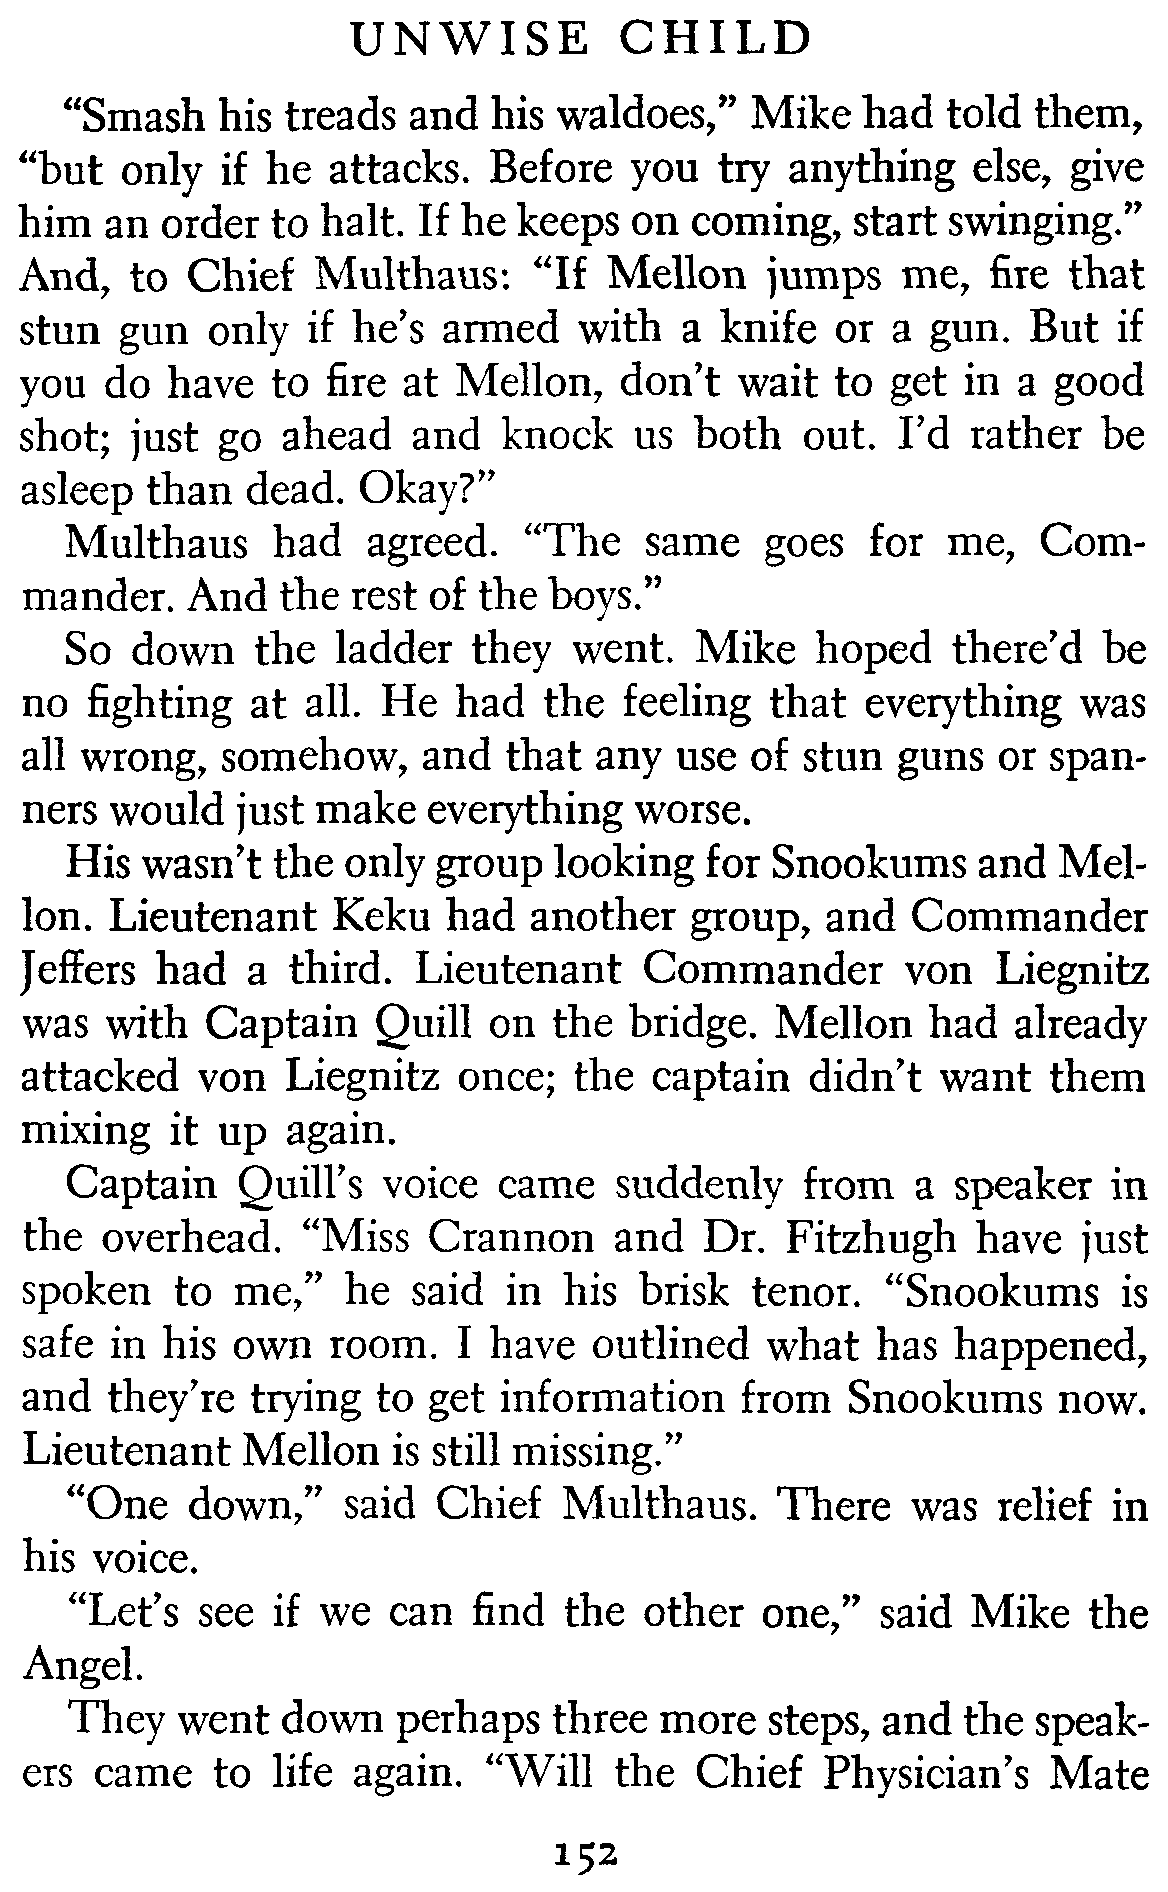 UNWISE CHILD
“Smash his treads and his waldoes,” Mike had told them,
“but only if he attacks. Before you try anything else, give
him an order to halt. If he keeps on coming, start swinging.”
And, to Chief Multhaus: “If Mellon jumps me, fire that
stun gun only if he’s armed with a knife or a gun. But if
you do have to fire at Mellon, don’t wait to get in a good
shot; just go ahead and knock us both out. I’d rather be
asleep than dead. Okay?”
Multhaus had agreed. “The same goes for me, Com-
mander. And the rest of the boys.”
So down the ladder they went. Mike hoped there’d be
no fighting at all. He had the feeling that everything was
all wrong, somehow, and that any use of stun guns or span-
ners would just make everything worse.
His wasn’t the only group looking for Snookums and Mel-
lon. Lieutenant Keku had another group, and Commander
Jeffers had a third. Lieutenant Commander von Liegnitz
was with Captain Quill on the bridge. Mellon had already
attacked von Liegnitz once; the captain didn’t want them
mixing it up again.
Captain Quill’s voice came suddenly from a speaker in
the overhead. “Miss Crannon and Dr. Fitzhugh have just
spoken to me,” he said in his brisk tenor. “Snookums is
safe in his own room. I have outlined what has happened,
and they’re trying to get information from Snookums now.
Lieutenant Mellon is still missing.”
“One down,” said Chief Multhaus. There was relief in
his voice.
“Let’s see if we can find the other one,” said Mike the
Angel.
They went down perhaps three more steps, and the speak-
ers came to life again. “Will the Chief Physician’s Mate
152